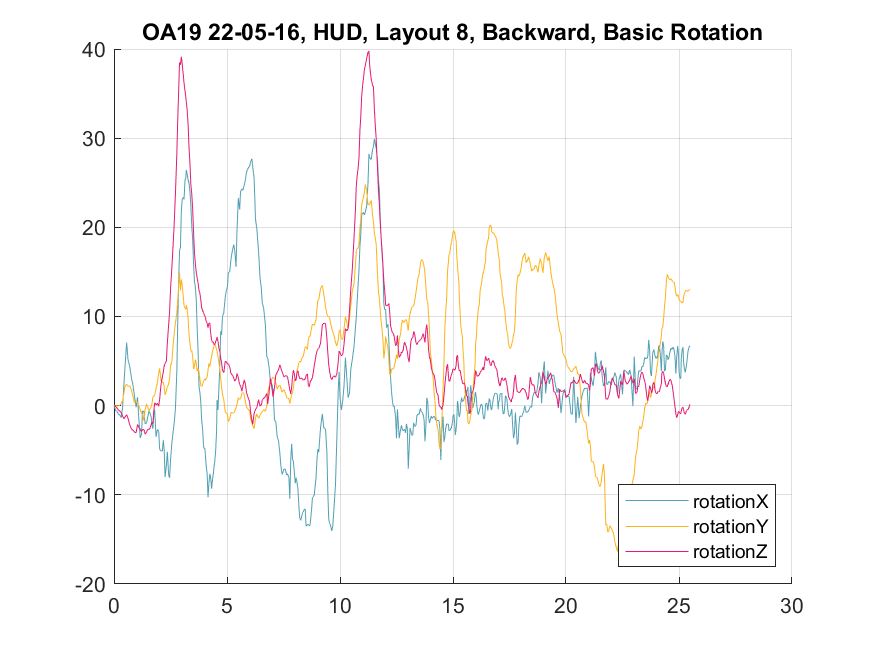 OA19 22-05-16, HUD, Layout 8, Backward, Basic Rotation
40
30
20
10
0
-10
-20
0 5 10 15 20 25 30
rotationX
rotationY
rotationZ